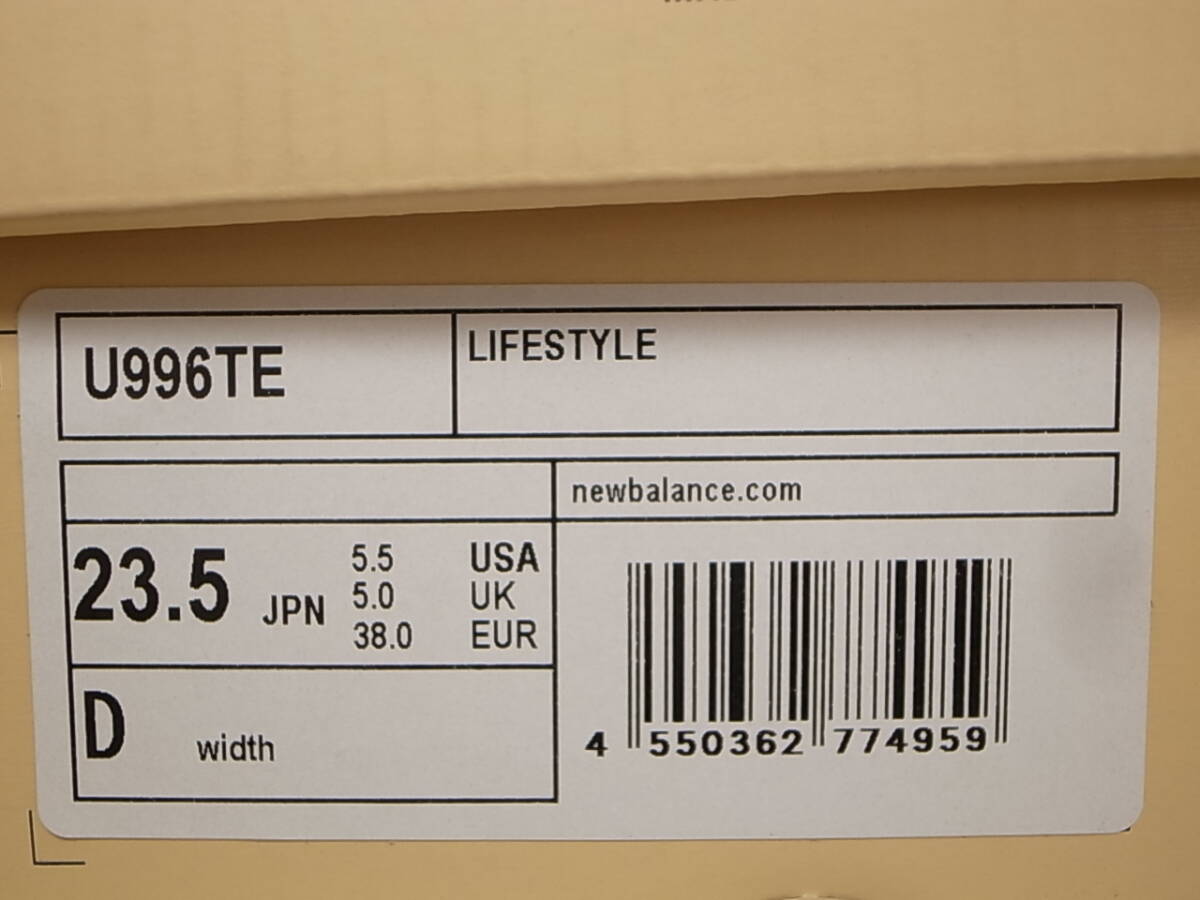 U996TE
LIFESTYLE
newbalance.com
23.5 JPN
5.5 USA
5.0 UK
38.0 EUR
D width
4 550362 774959